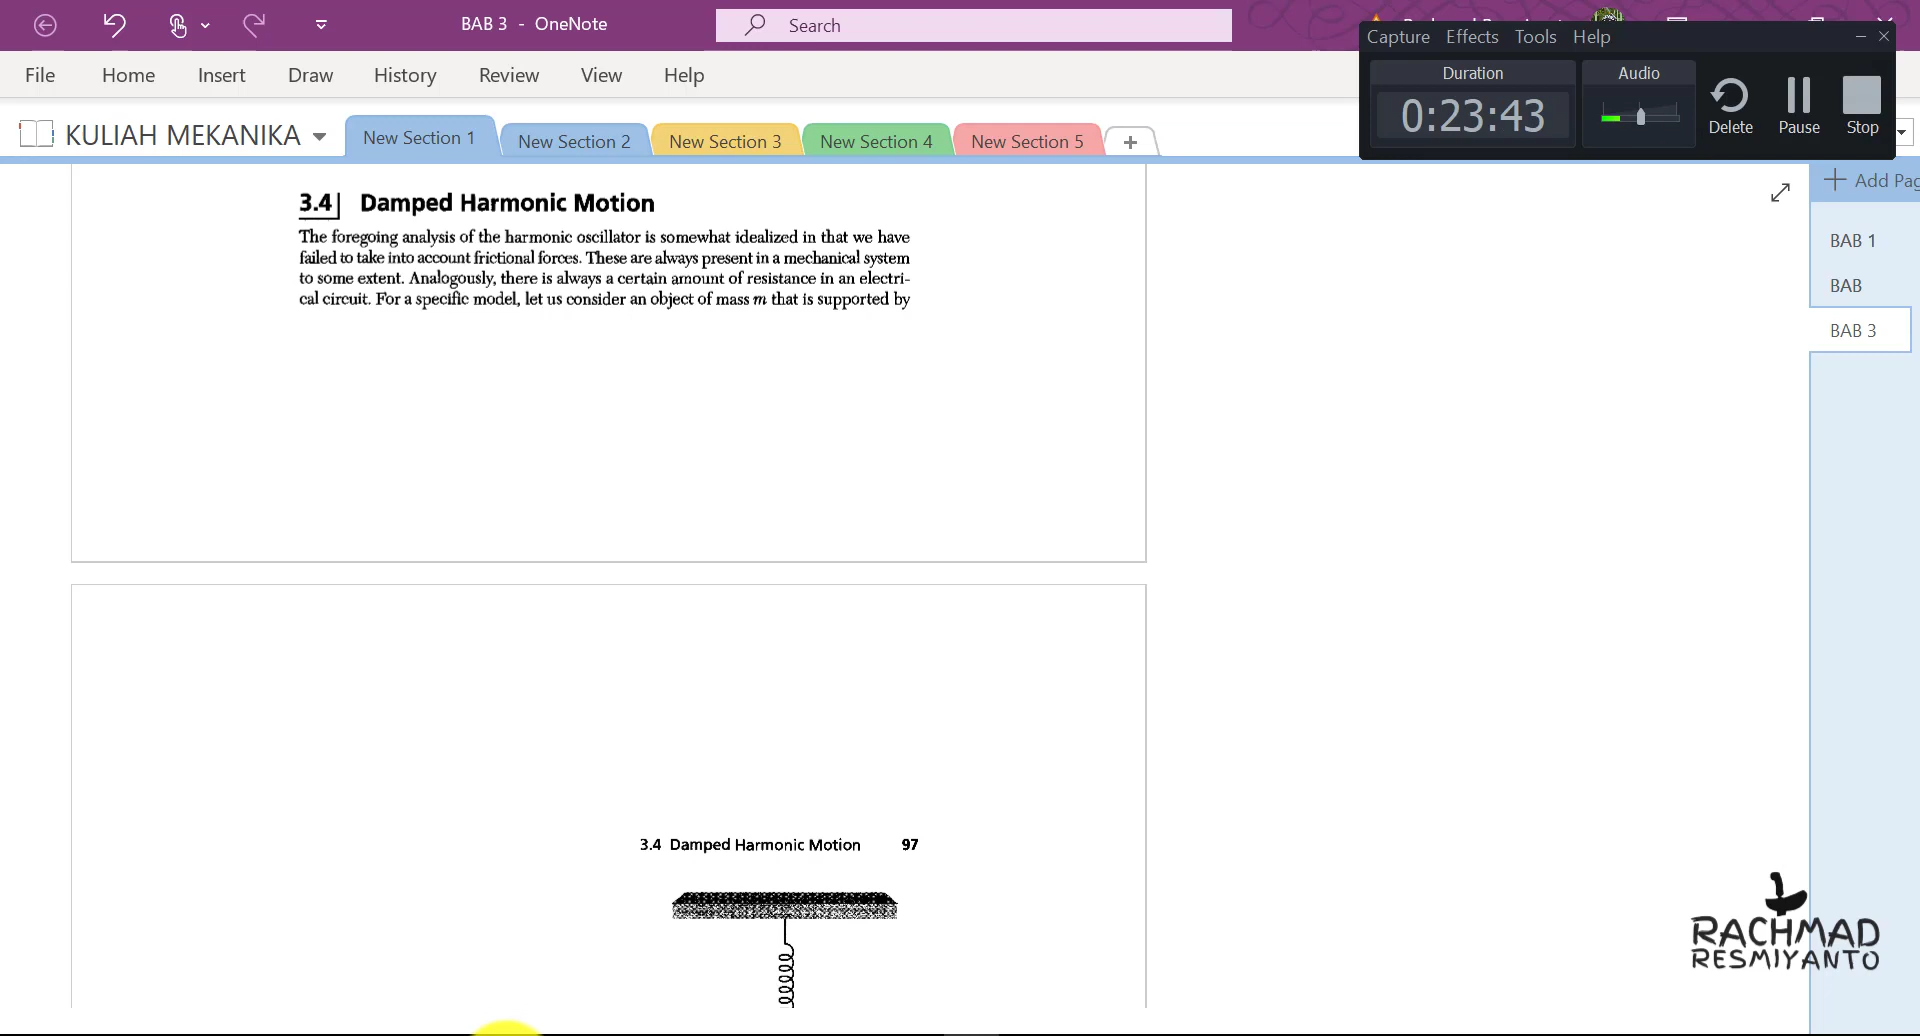 BAB 3 - OneNote
Search
Capture Effects Tools Help
File Home Insert Draw History Review View Help
Duration
Audio
0:23:43
Delete Pause Stop
KULIAH MEKANIKA
New Section 1
New Section 2
New Section 3
New Section 4
New Section 5
Add Pag
BAB 1
BAB
BAB 3
3.4 Damped Harmonic Motion
The foregoing analysis of the harmonic oscillator is somewhat idealized in that we have
failed to take into account frictional forces. These are always present in a mechanical system
to some extent. Analogously, there is always a certain amount of resistance in an electri-
cal circuit. For a specific model, let us consider an object of mass m that is supported by
3.4 Damped Harmonic Motion 97
RACHMAD
RESMIYANTO